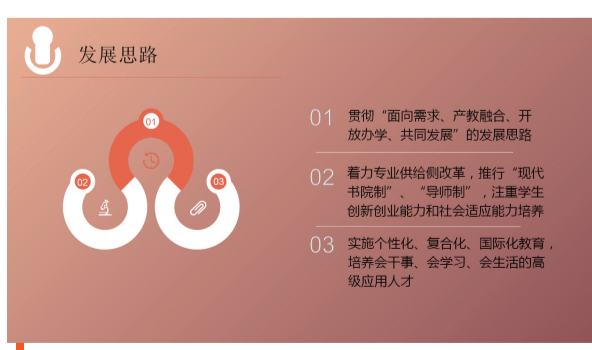 发展思路
01
02
03
01 贯彻“面向需求、产教融合、开
放办学、共同发展”的发展思路
02 着力专业供给侧改革，推行“现代
书院制”、“导师制”，注重学生
创新创业能力和社会适应能力培养
03 实施个性化、复合化、国际化教育，
培养会干事、会学习、会生活的高
级应用人才